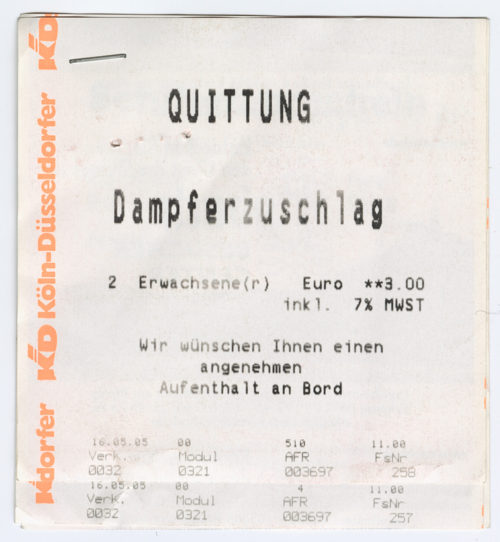 QUITTUNG
Dampferzuschlag
2 Erwachsene(r) Euro **3.00
inkl. 7% MWST
Wir wünschen Ihnen einen
angenehmen
Aufenthalt an Bord
16.05.05 00 510 11.00
Verk. Modul AFR FsNr
0032 0321 003697 258
16.05.05 00 4 11.00
Verk. Modul AFR FsNr
0032 0321 003697 257
Kdorfer KD Köln-Düsseldorfer KD